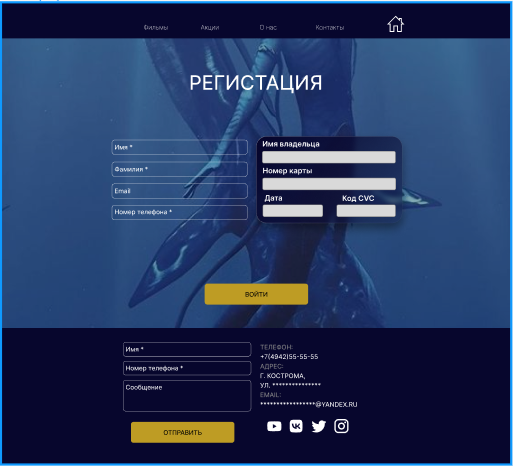 Фильмы Акции О нас Контакты
РЕГИСТАЦИЯ
Имя *
Фамилия *
Email
Номер телефона *
Имя владельца
Номер карты
Дата Код CVC
ВОЙТИ
Имя *
Номер телефона *
Сообщение
ОТПРАВИТЬ
ТЕЛЕФОН:
+7(4942)55-55-55
АДРЕС:
Г. КОСТРОМА,
УЛ. ***************
EMAIL:
*****************@YANDEX.RU